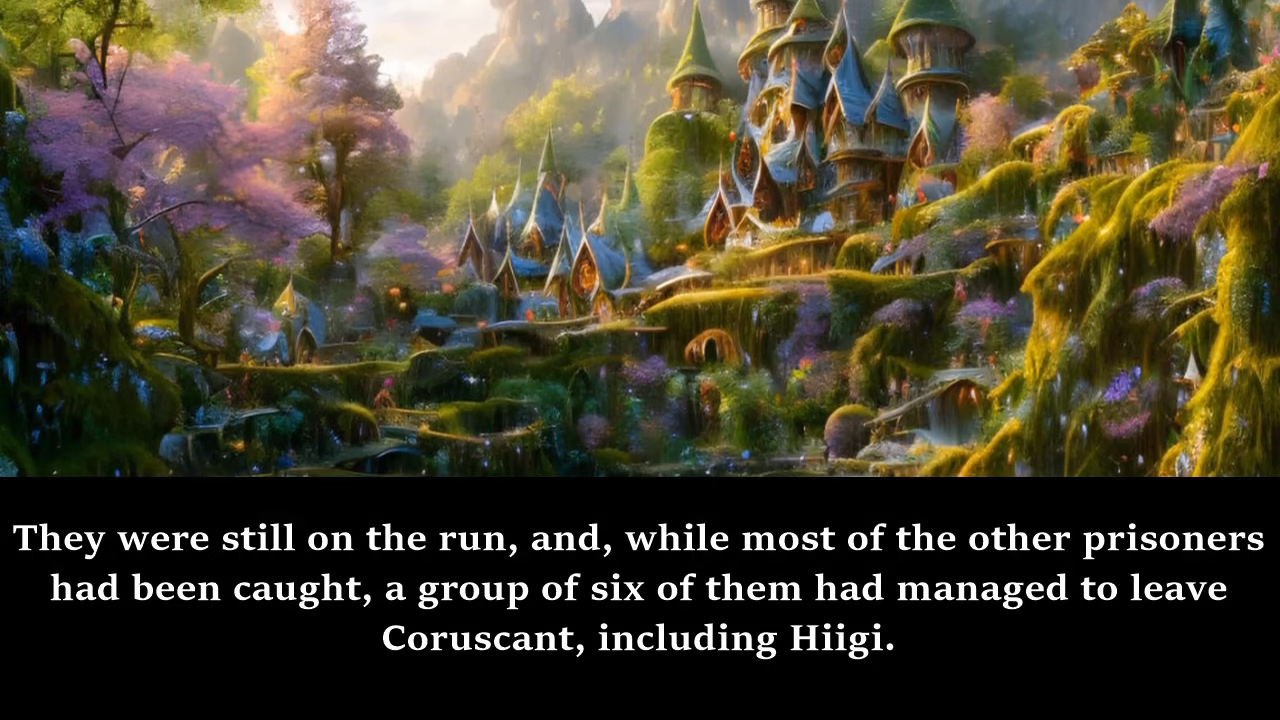 They were still on the run, and, while most of the other prisoners
had been caught, a group of six of them had managed to leave
Coruscant, including Hiigi.